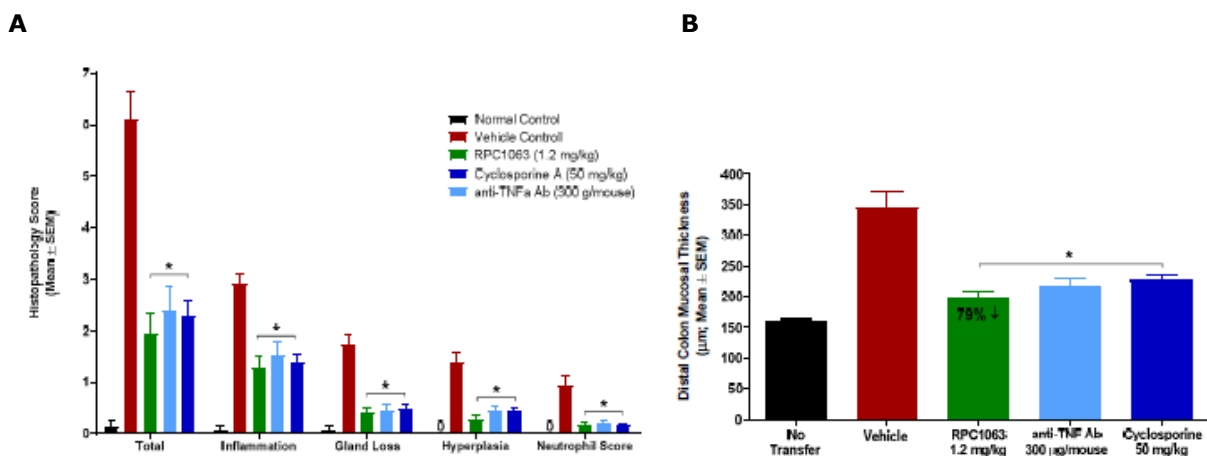 A
B
Histopathology Score
(Mean ± SEM)
7
6
5
4
3
2
1
0
Normal Control
Vehicle Controll
RPC1063 (1.2 mg/kg)
Cyclosporine A (50 mg/kg)
anti-TNFa Ab (300 g/mouse)
*
*
*
*
*
0
0
Total
Inflammation
Gland Loss
Hyperplasia
Neutrophil Score
Distal Colon Mucosal Thickness
(μm; Mean ± SEM)
400
350
300
250
200
150
100
50
0
*
79% ↓
No
Transfer
Vehicle
RPC1063
1.2 mg/kg
anti-TNF Ab
300 μg/mouse
Cyclosporine
50 mg/kg